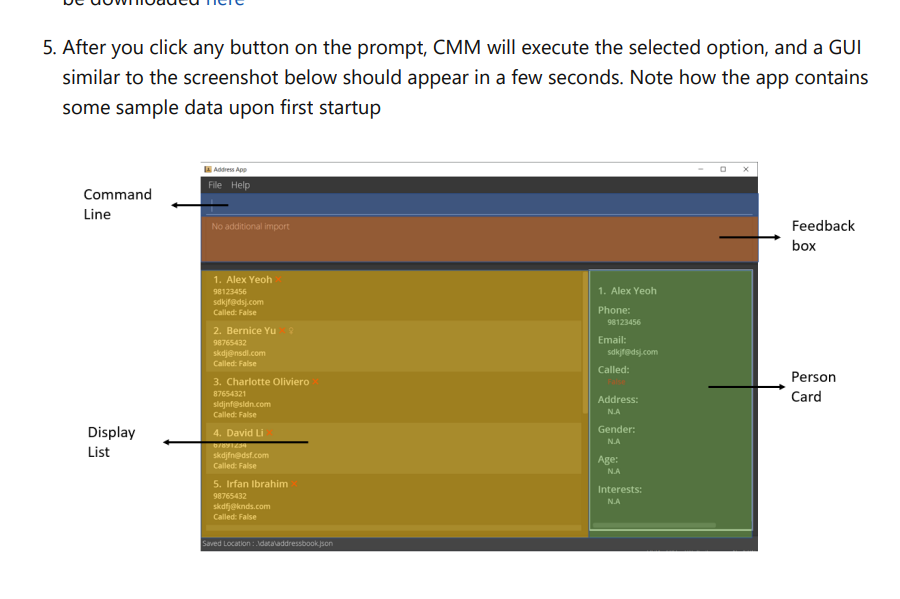 be downloaded here
5. After you click any button on the prompt, CMM will execute the selected option, and a GUI
similar to the screenshot below should appear in a few seconds. Note how the app contains
some sample data upon first startup
Address App
File Help
Command
Line
No additional import
Feedback
box
1. Alex Yeoh
98123456
sdkjf@dsj.com
Called: False
2. Bernice Yu
98765432
skdj@nsdl.com
Called: False
3. Charlotte Oliviero
87654321
sldjnf@sldn.com
Called: False
4. David Li
67891234
skdjfn@dsf.com
Called: False
5. Irfan Ibrahim
98765432
skdfj@knds.com
Called: False
Display
List
1. Alex Yeoh
Phone:
98123456
Email:
sdkjf@dsj.com
Called:
False
Address:
N.A
Gender:
N.A
Age:
N.A
Interests:
N.A
Person
Card
Saved Location : .\data\addressbook.json